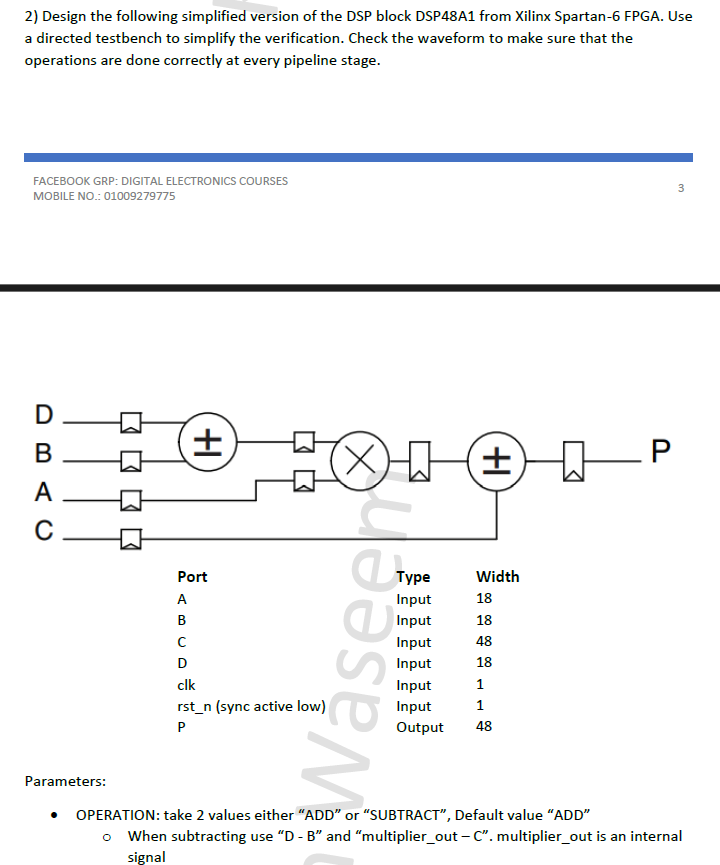 2) Design the following simplified version of the DSP block DSP48A1 from Xilinx Spartan-6 FPGA. Use
a directed testbench to simplify the verification. Check the waveform to make sure that the
operations are done correctly at every pipeline stage.
FACEBOOK GRP: DIGITAL ELECTRONICS COURSES
MOBILE NO.: 01009279775
3
D
B
A
C
±
×
±
P
Port Type Width
A Input 18
B Input 18
C Input 48
D Input 18
clk Input 1
rst_n (sync active low) Input 1
P Output 48
Waseem
Parameters:
• OPERATION: take 2 values either “ADD” or “SUBTRACT”, Default value “ADD”
o When subtracting use “D - B” and “multiplier_out – C”. multiplier_out is an internal
signal